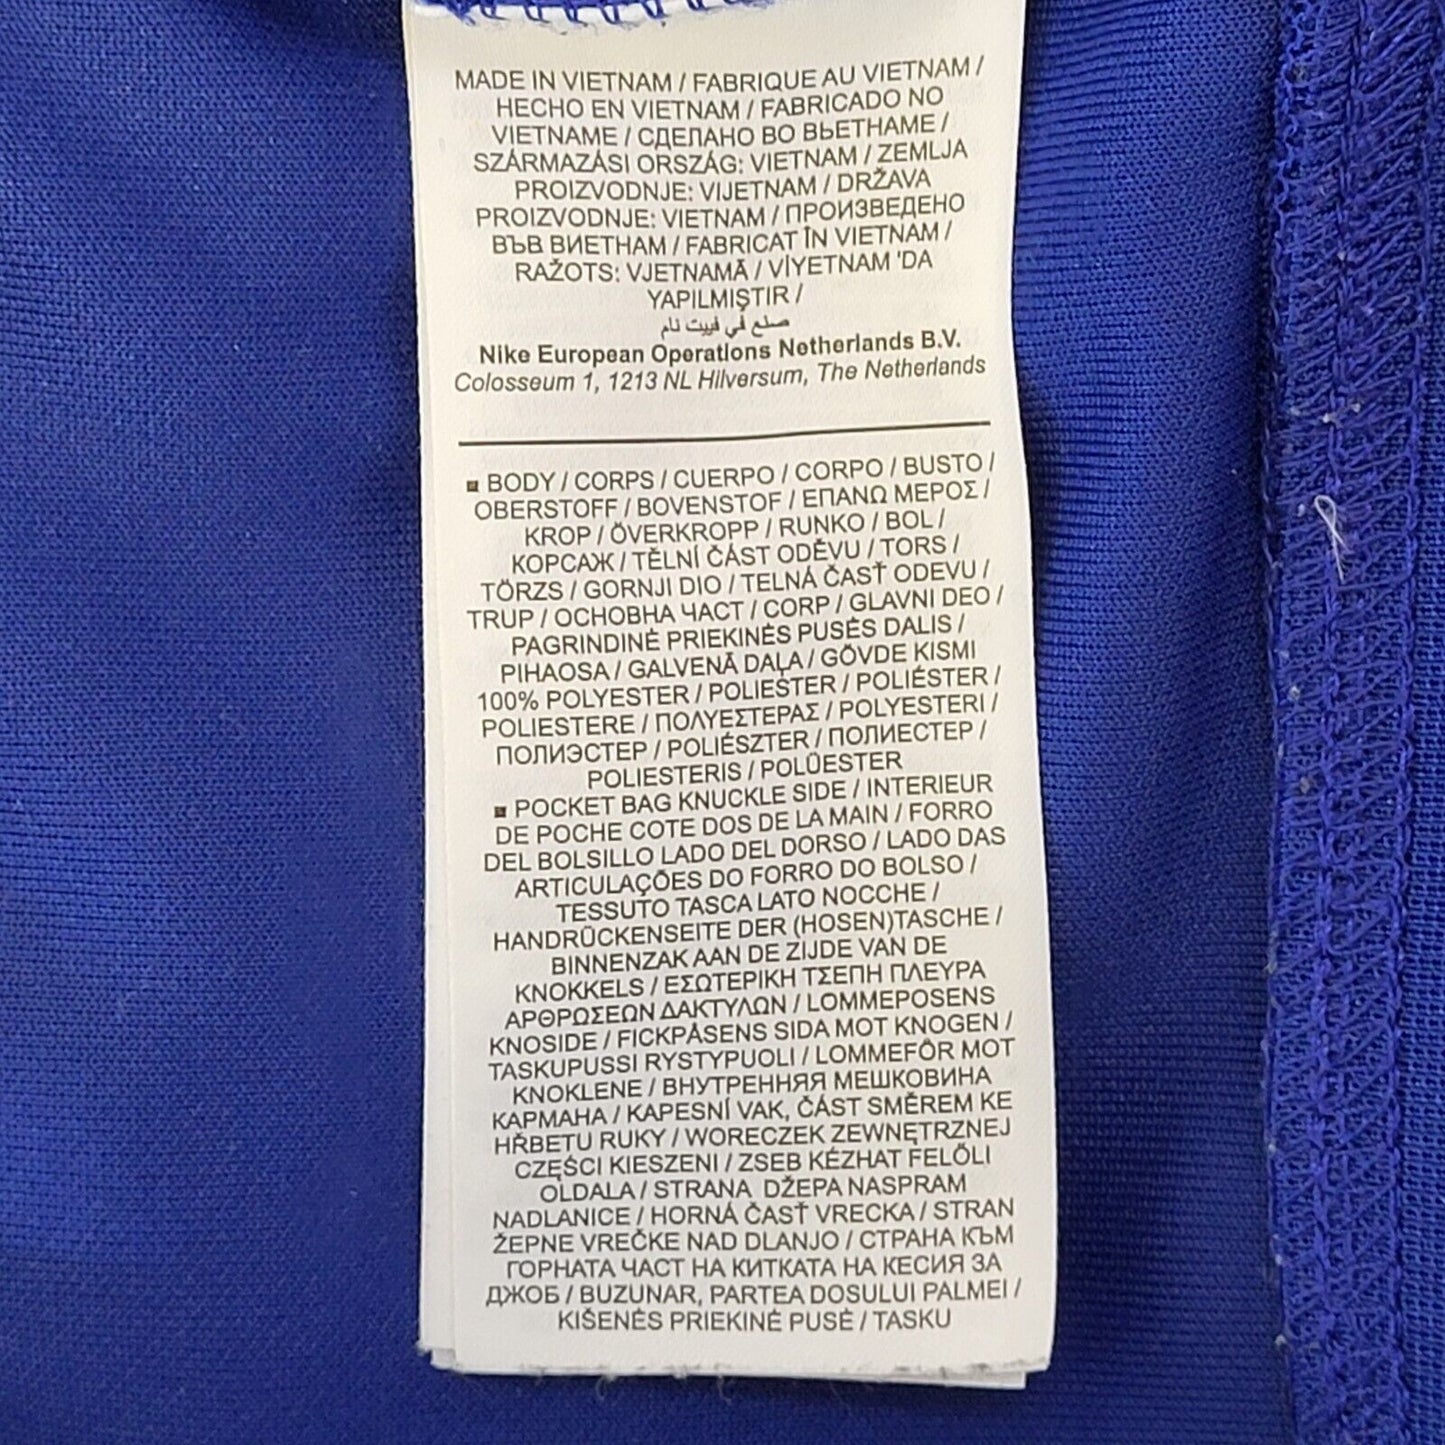 MADE IN VIETNAM / FABRIQUE AU VIETNAM /
HECHO EN VIETNAM / FABRICADO NO
VIETNAME / СДЕЛАНО ВО ВЬЕТНАМЕ /
SZÁRMAZÁSI ORSZÁG: VIETNAM / ZEMLJA
PROIZVODNJE: VIJETNAM / DRŽAVA
PROIZVODNJE: VIETNAM / ПРОИЗВЕДЕНО
ВЪВ ВИЕТНАМ / FABRICAT ÎN VIETNAM /
RAŽOTS: VJETNAMĀ / VİYETNAM 'DA
YAPILMIŞTIR /
صنع في فييت نام
Nike European Operations Netherlands B.V.
Colosseum 1, 1213 NL Hilversum, The Netherlands
■ BODY / CORPS / CUERPO / CORPO / BUSTO /
OBERSTOFF / BOVENSTOF / ΕΠΑΝΩ ΜΕΡΟΣ /
KROP / ÖVERKROPP / RUNKO / BOL /
КОРСАЖ / TĚLNÍ ČÁST ODĚVU / TORS /
TÖRZS / GORNJI DIO / TELNÁ ČASŤ ODEVU /
TRUP / ОСНОВНА ЧАСТ / CORP / GLAVNI DEO /
PAGRINDINĖ PRIEKINĖS PUSĖS DALIS /
PIHAOSA / GALVENĀ DAĻA / GÖVDE KISMI
100% POLYESTER / POLIESTER / POLIÉSTER /
POLIESTERE / ΠΟΛΥΕΣΤΕΡΑΣ / POLYESTERI /
ПОЛИЭСТЕР / POLIÉSZTER / ПОЛИЕСТЕР /
POLIESTERIS / POLÜESTER
■ POCKET BAG KNUCKLE SIDE / INTERIEUR
DE POCHE COTE DOS DE LA MAIN / FORRO
DEL BOLSILLO LADO DEL DORSO / LADO DAS
ARTICULAÇÕES DO FORRO DO BOLSO /
TESSUTO TASCA LATO NOCCHE /
HANDRÜCKENSEITE DER (HOSEN)TASCHE /
BINNENZAK AAN DE ZIJDE VAN DE
KNOKKELS / ΕΣΩΤΕΡΙΚΗ ΤΣΕΠΗ ΠΛΕΥΡΑ
ΑΡΘΡΩΣΕΩΝ ΔΑΚΤΥΛΩΝ / LOMMEPOSENS
KNOSIDE / FICKPÅSENS SIDA MOT KNOGEN /
TASKUPUSSI RYSTYPUOLI / LOMMEFÔR MOT
KNOKLENE / ВНУТРЕННЯЯ МЕШКОВИНА
КАРМАНА / KAPESNÍ VAK, ČÁST SMĚREM KE
HŘBETU RUKY / WORECZEK ZEWNĘTRZNEJ
CZĘŚCI KIESZENI / ZSEB KÉZHÁT FELŐLI
OLDALA / STRANA DŽEPA NASPRAM
NADLANICE / HORNÁ ČASŤ VRECKA / STRAN
ŽEPNE VREČKE NAD DLANJO / СТРАНА КЪМ
ГОРНАТА ЧАСТ НА КИТКАТА НА КЕСИЯ ЗА
ДЖОБ / BUZUNAR, PARTEA DOSULUI PALMEI /
KIŠENĖS PRIEKINĖ PUSĖ / TASKU